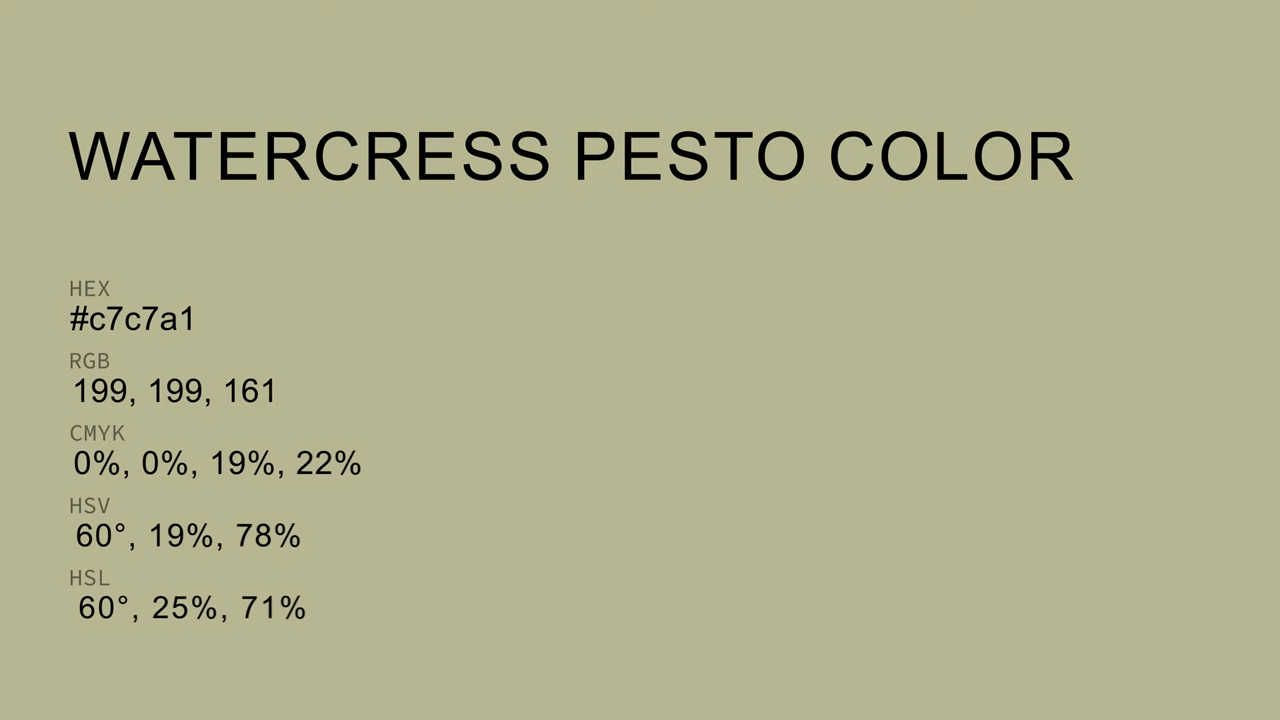 WATERCRESS PESTO COLOR
HEX
#c7c7a1
RGB
199, 199, 161
CMYK
0%, 0%, 19%, 22%
HSV
60°, 19%, 78%
HSL
60°, 25%, 71%